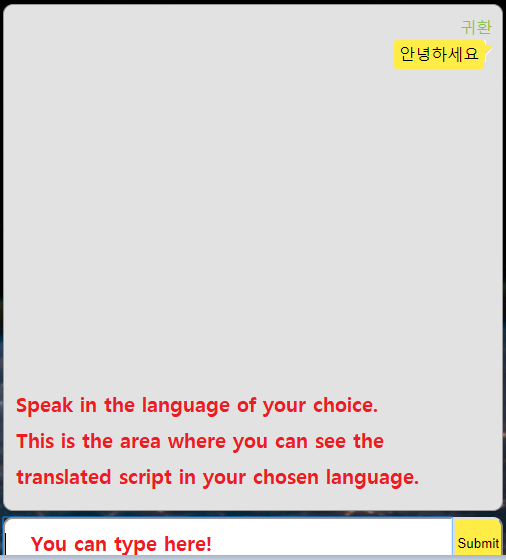 귀환
안녕하세요
Speak in the language of your choice.
This is the area where you can see the
translated script in your chosen language.
You can type here!
Submit